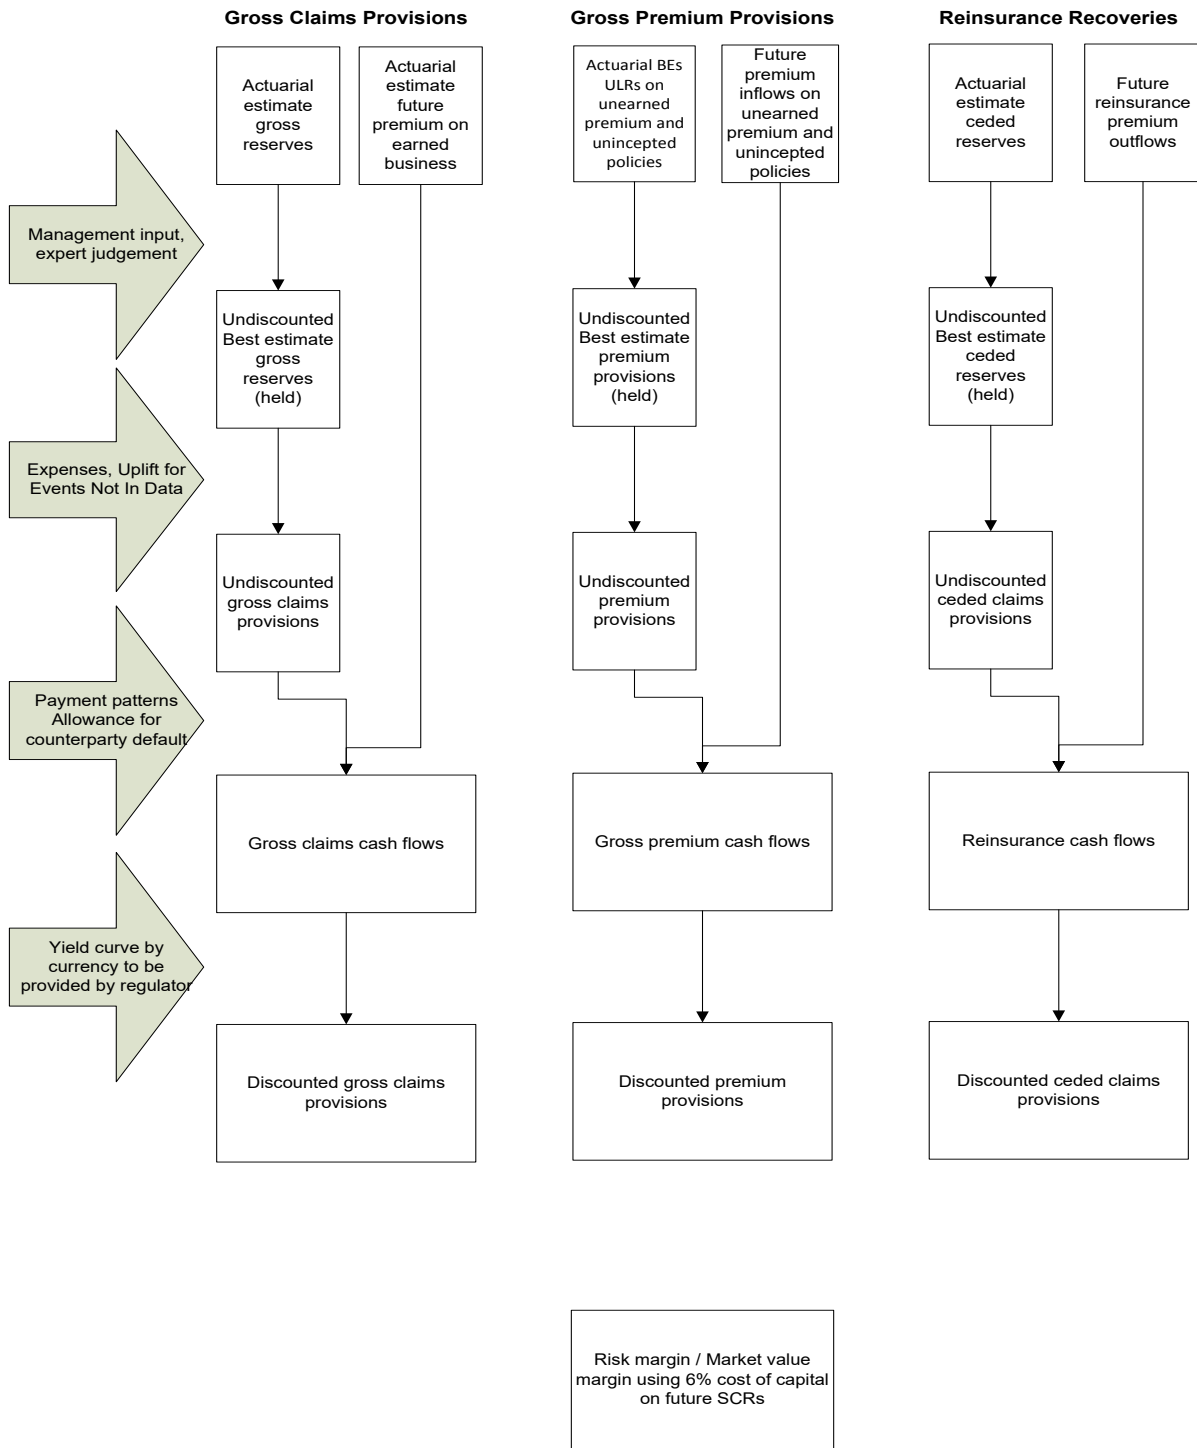 Gross Claims Provisions
Gross Premium Provisions
Reinsurance Recoveries
Actuarial
estimate
gross
reserves
Actuarial
estimate
future
premium on
earned
business
Actuarial BEs
ULRs on
unearned
premium and
unincepted
policies
Future
premium
inflows on
unearned
premium and
unincepted
policies
Actuarial
estimate
ceded
reserves
Future
reinsurance
premium
outflows
Management input,
expert judgement
Undiscounted
Best estimate
gross
reserves
(held)
Undiscounted
Best estimate
premium
provisions
(held)
Undiscounted
Best estimate
ceded
reserves
(held)
Expenses, Uplift for
Events Not In Data
Undiscounted
gross claims
provisions
Undiscounted
premium
provisions
Undiscounted
ceded claims
provisions
Payment patterns
Allowance for
counterparty default
Gross claims cash flows
Gross premium cash flows
Reinsurance cash flows
Yield curve by
currency to be
provided by regulator
Discounted gross claims
provisions
Discounted premium
provisions
Discounted ceded claims
provisions
Risk margin / Market value
margin using 6% cost of capital
on future SCRs